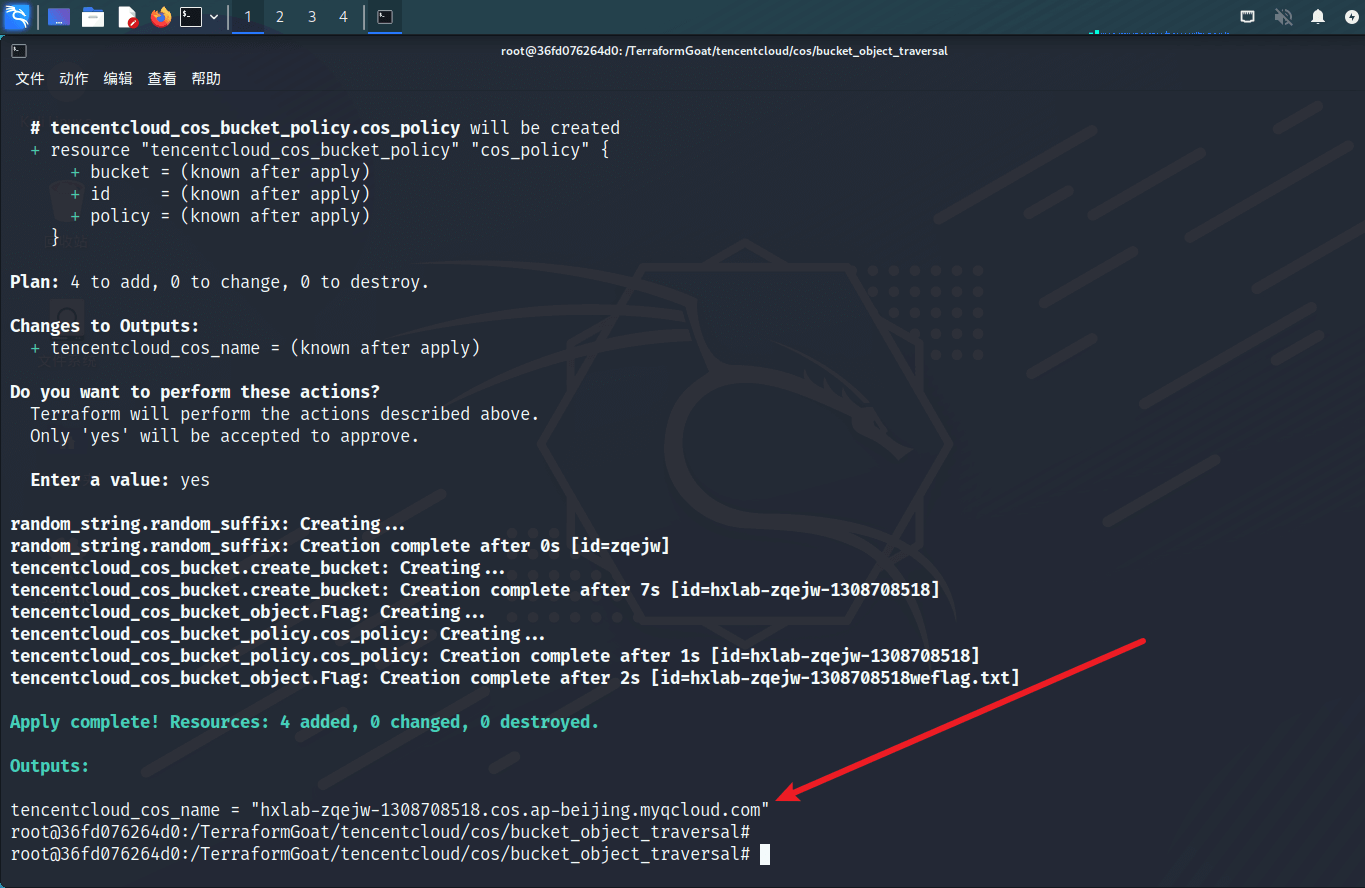 1 2 3 4
root@36fd076264d0: /TerraformGoat/tencentcloud/cos/bucket_object_traversal
文件 动作 编辑 查看 帮助
# tencentcloud_cos_bucket_policy.cos_policy will be created
+ resource "tencentcloud_cos_bucket_policy" "cos_policy" {
+ bucket = (known after apply)
+ id     = (known after apply)
+ policy = (known after apply)
}
Plan: 4 to add, 0 to change, 0 to destroy.
Changes to Outputs:
+ tencentcloud_cos_name = (known after apply)
Do you want to perform these actions?
Terraform will perform the actions described above.
Only 'yes' will be accepted to approve.
Enter a value: yes
random_string.random_suffix: Creating...
random_string.random_suffix: Creation complete after 0s [id=zqejw]
tencentcloud_cos_bucket.create_bucket: Creating...
tencentcloud_cos_bucket.create_bucket: Creation complete after 7s [id=hxlab-zqejw-1308708518]
tencentcloud_cos_bucket_object.Flag: Creating...
tencentcloud_cos_bucket_policy.cos_policy: Creating...
tencentcloud_cos_bucket_policy.cos_policy: Creation complete after 1s [id=hxlab-zqejw-1308708518]
tencentcloud_cos_bucket_object.Flag: Creation complete after 2s [id=hxlab-zqejw-1308708518weflag.txt]
Apply complete! Resources: 4 added, 0 changed, 0 destroyed.
Outputs:
tencentcloud_cos_name = "hxlab-zqejw-1308708518.cos.ap-beijing.myqcloud.com"
root@36fd076264d0:/TerraformGoat/tencentcloud/cos/bucket_object_traversal#
root@36fd076264d0:/TerraformGoat/tencentcloud/cos/bucket_object_traversal#